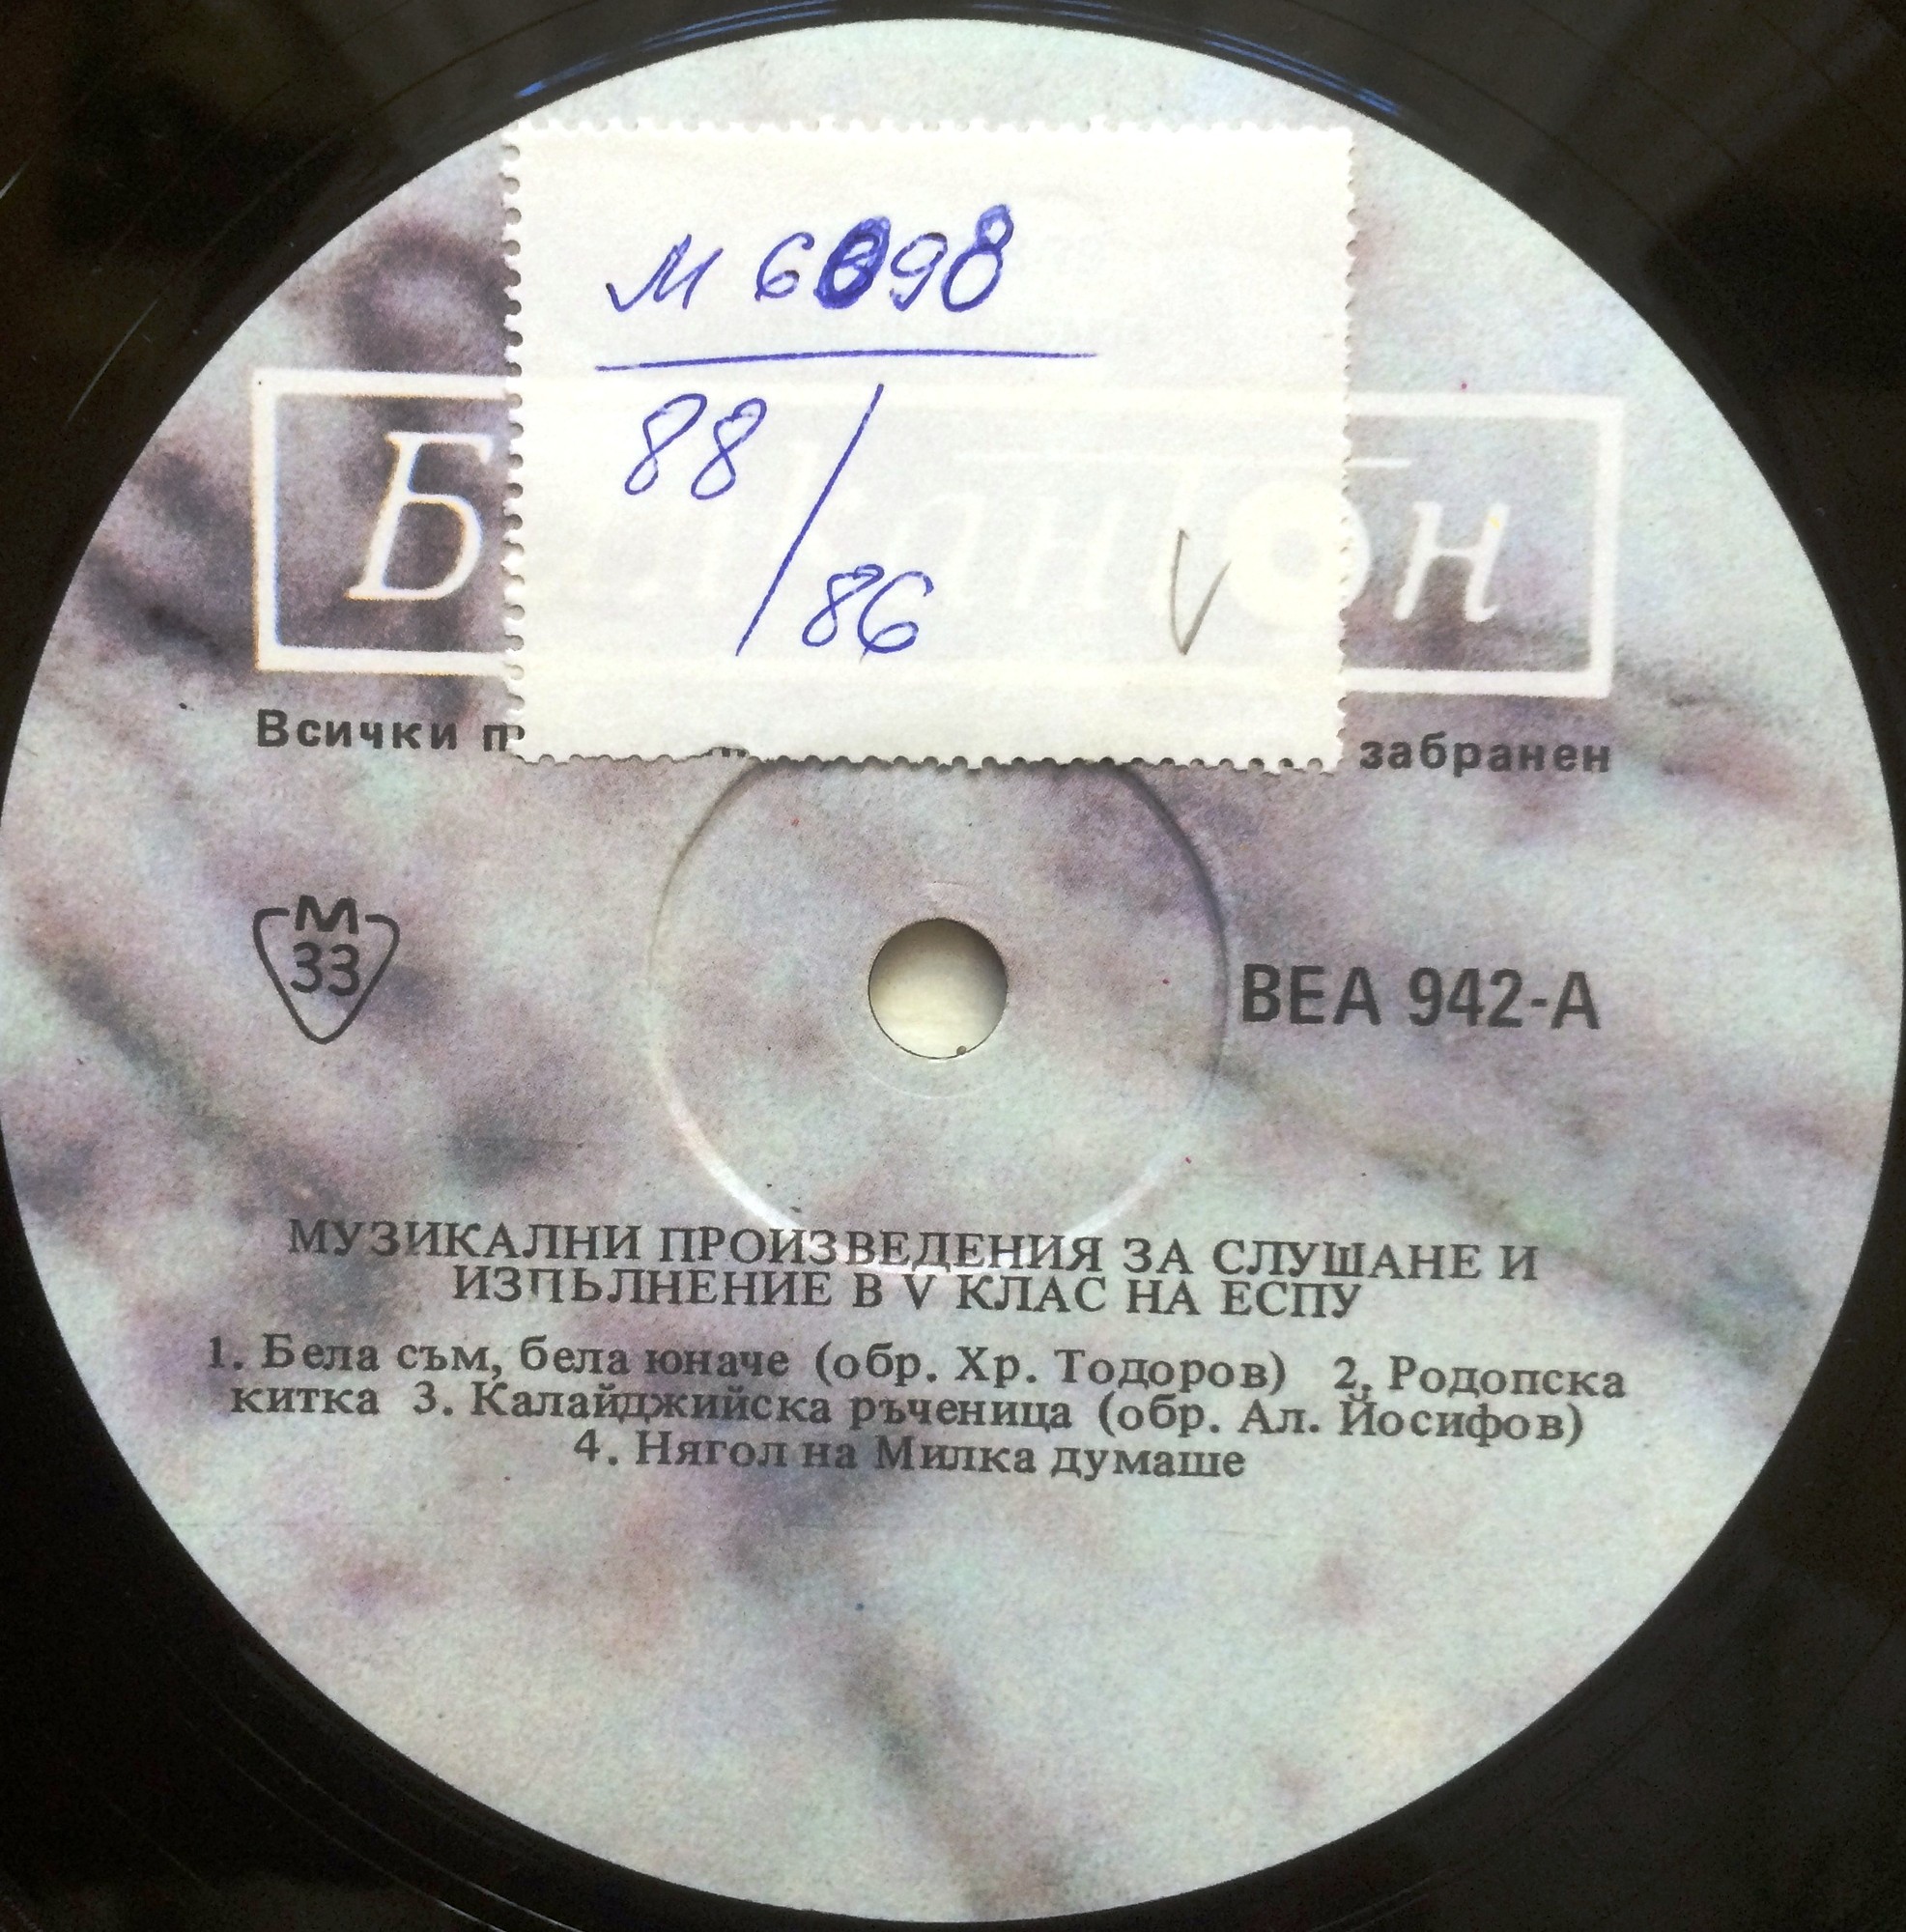 88
86
Балкантон
Всички забранен
М
33
ВЕА 942-А
МУЗИКАЛНИ ПРОИЗВЕДЕНИЯ ЗА СЛУШАНЕ И
ИЗПЪЛНЕНИЕ В V КЛАС НА ЕСПУ
1. Бела съм, бела юначе (обр. Хр. Тодоров) 2. Родопска
китка 3. Калайджийска ръченица (обр. Ал. Йосифов)
4. Нягол на Милка думаше